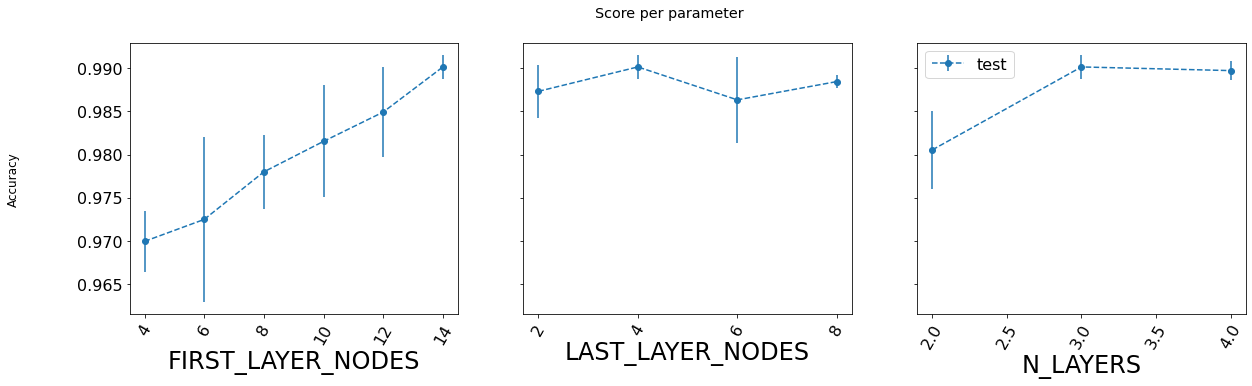 Score per parameter
Accuracy
0.990
0.985
0.980
0.975
0.970
0.965
4 6 8 10 12 14
FIRST_LAYER_NODES
2 4 6 8
LAST_LAYER_NODES
test
2.0 2.5 3.0 3.5 4.0
N_LAYERS